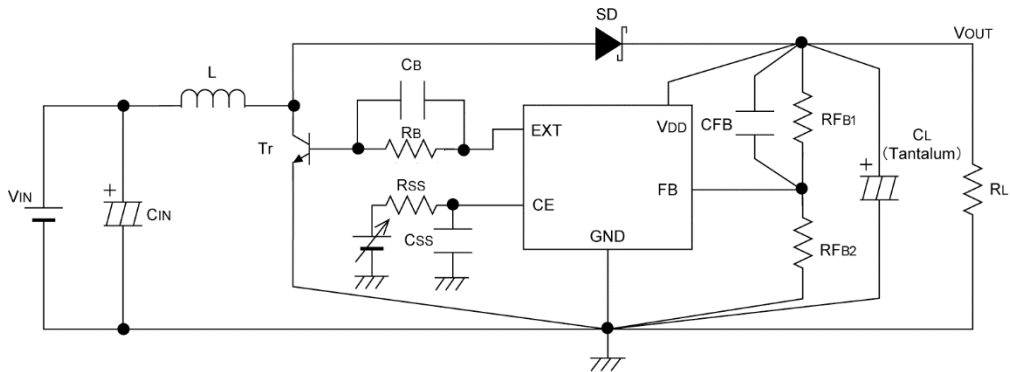 SD
VOUT
L
CB
RB
Tr
EXT
VDD
CFB
RFB1
CL
(Tantalum)
RL
VIN
+
CIN
RSS
CE
CSS
FB
GND
+
RFB2